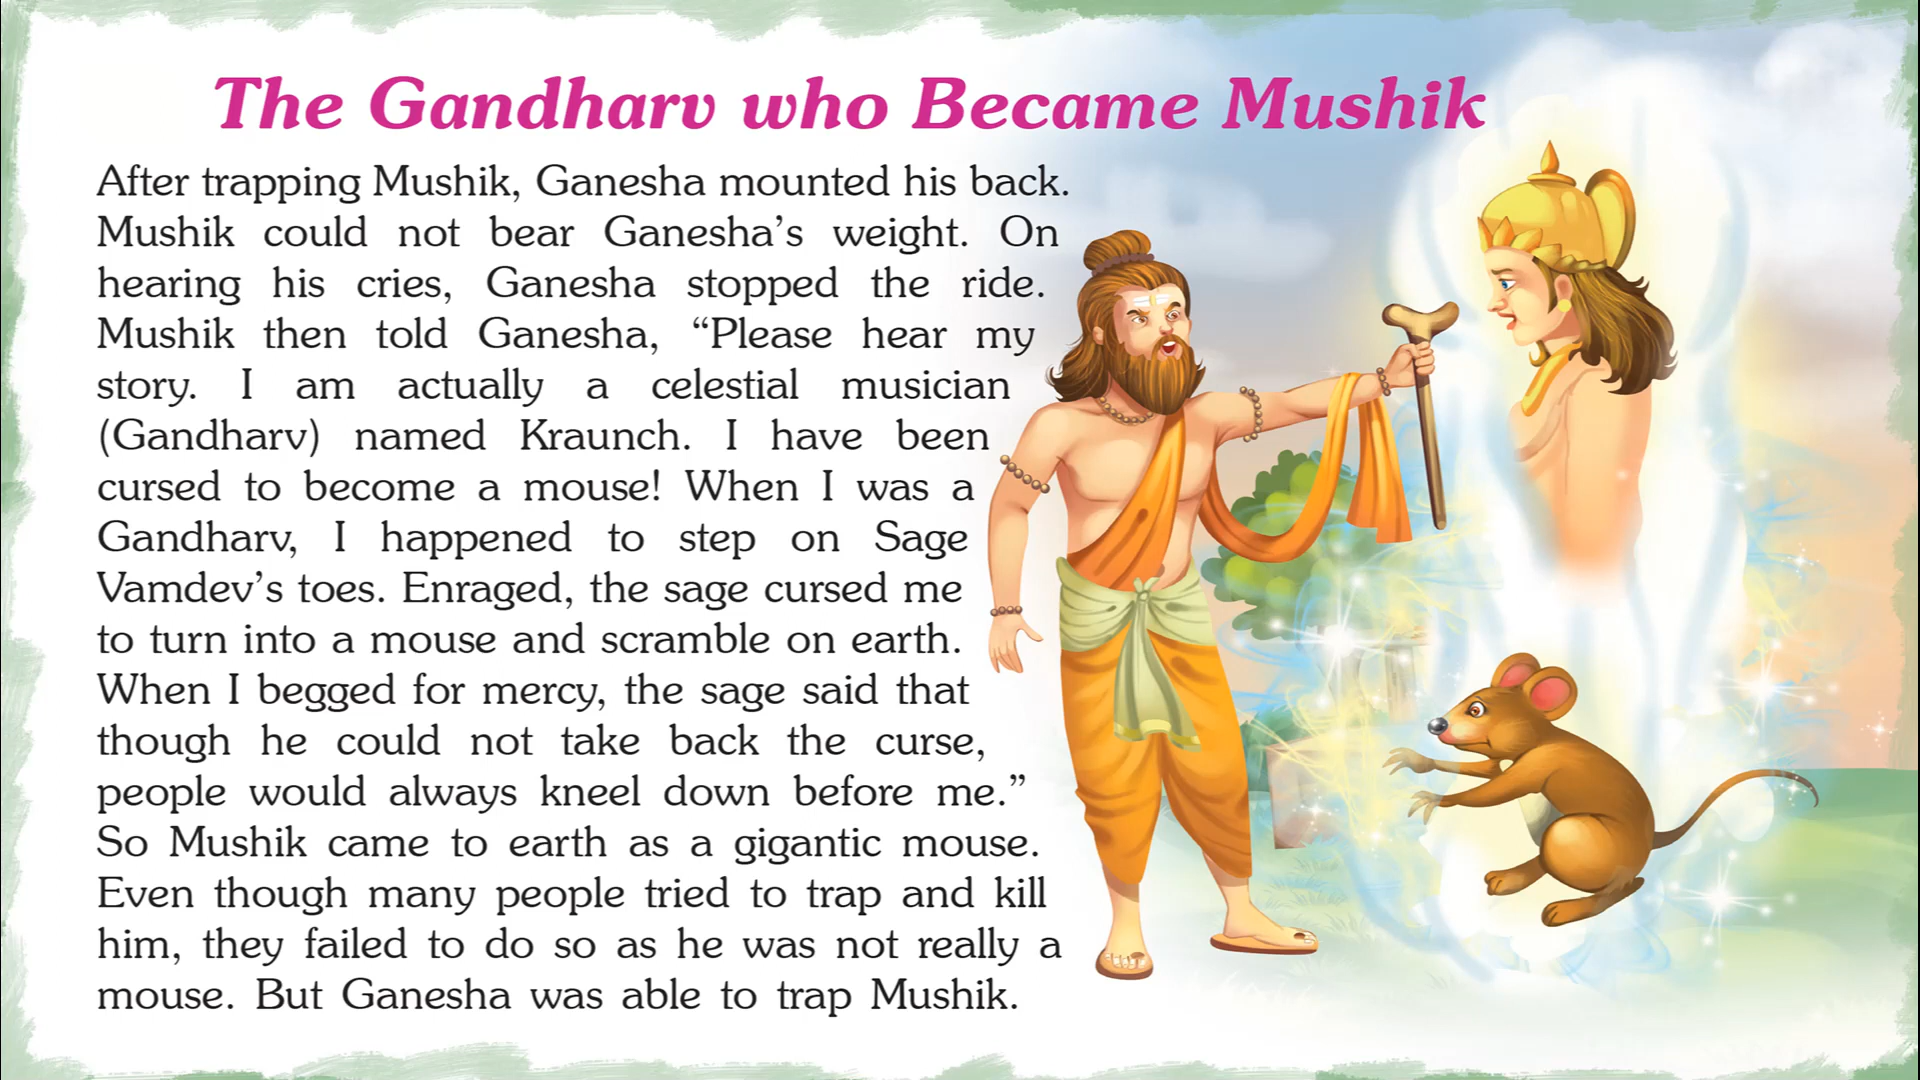 The Gandharv who Became Mushik
After trapping Mushik, Ganesha mounted his back.
Mushik could not bear Ganesha’s weight. On
hearing his cries, Ganesha stopped the ride.
Mushik then told Ganesha, “Please hear my
story. I am actually a celestial musician
(Gandharv) named Kraunch. I have been
cursed to become a mouse! When I was a
Gandharv, I happened to step on Sage
Vamdev’s toes. Enraged, the sage cursed me
to turn into a mouse and scramble on earth.
When I begged for mercy, the sage said that
though he could not take back the curse,
people would always kneel down before me.”
So Mushik came to earth as a gigantic mouse.
Even though many people tried to trap and kill
him, they failed to do so as he was not really a
mouse. But Ganesha was able to trap Mushik.